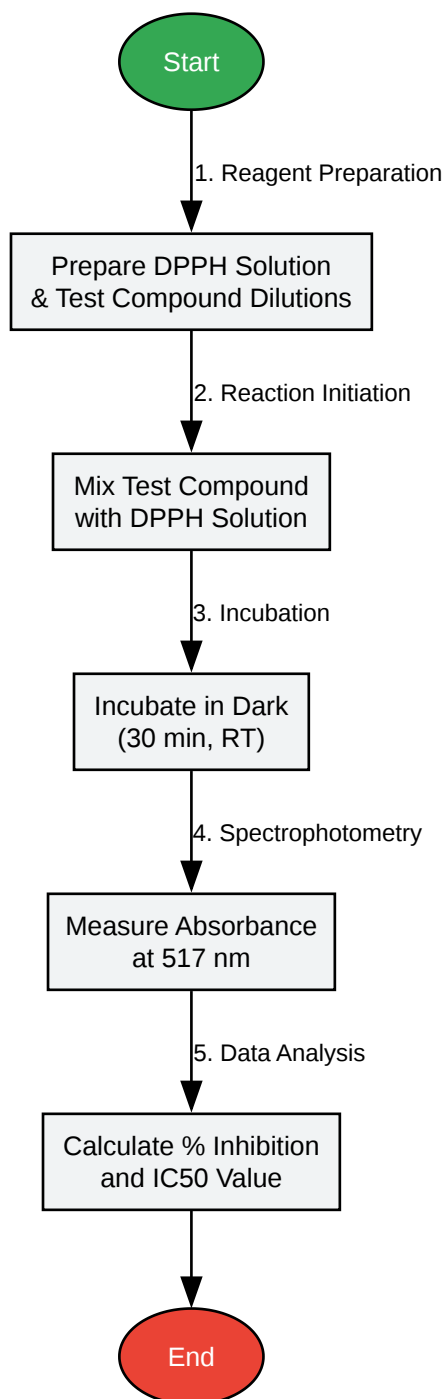 Start
1. Reagent Preparation
Prepare DPPH Solution
& Test Compound Dilutions
2. Reaction Initiation
Mix Test Compound
with DPPH Solution
3. Incubation
Incubate in Dark
(30 min, RT)
4. Spectrophotometry
Measure Absorbance
at 517 nm
5. Data Analysis
Calculate % Inhibition
and IC50 Value
End